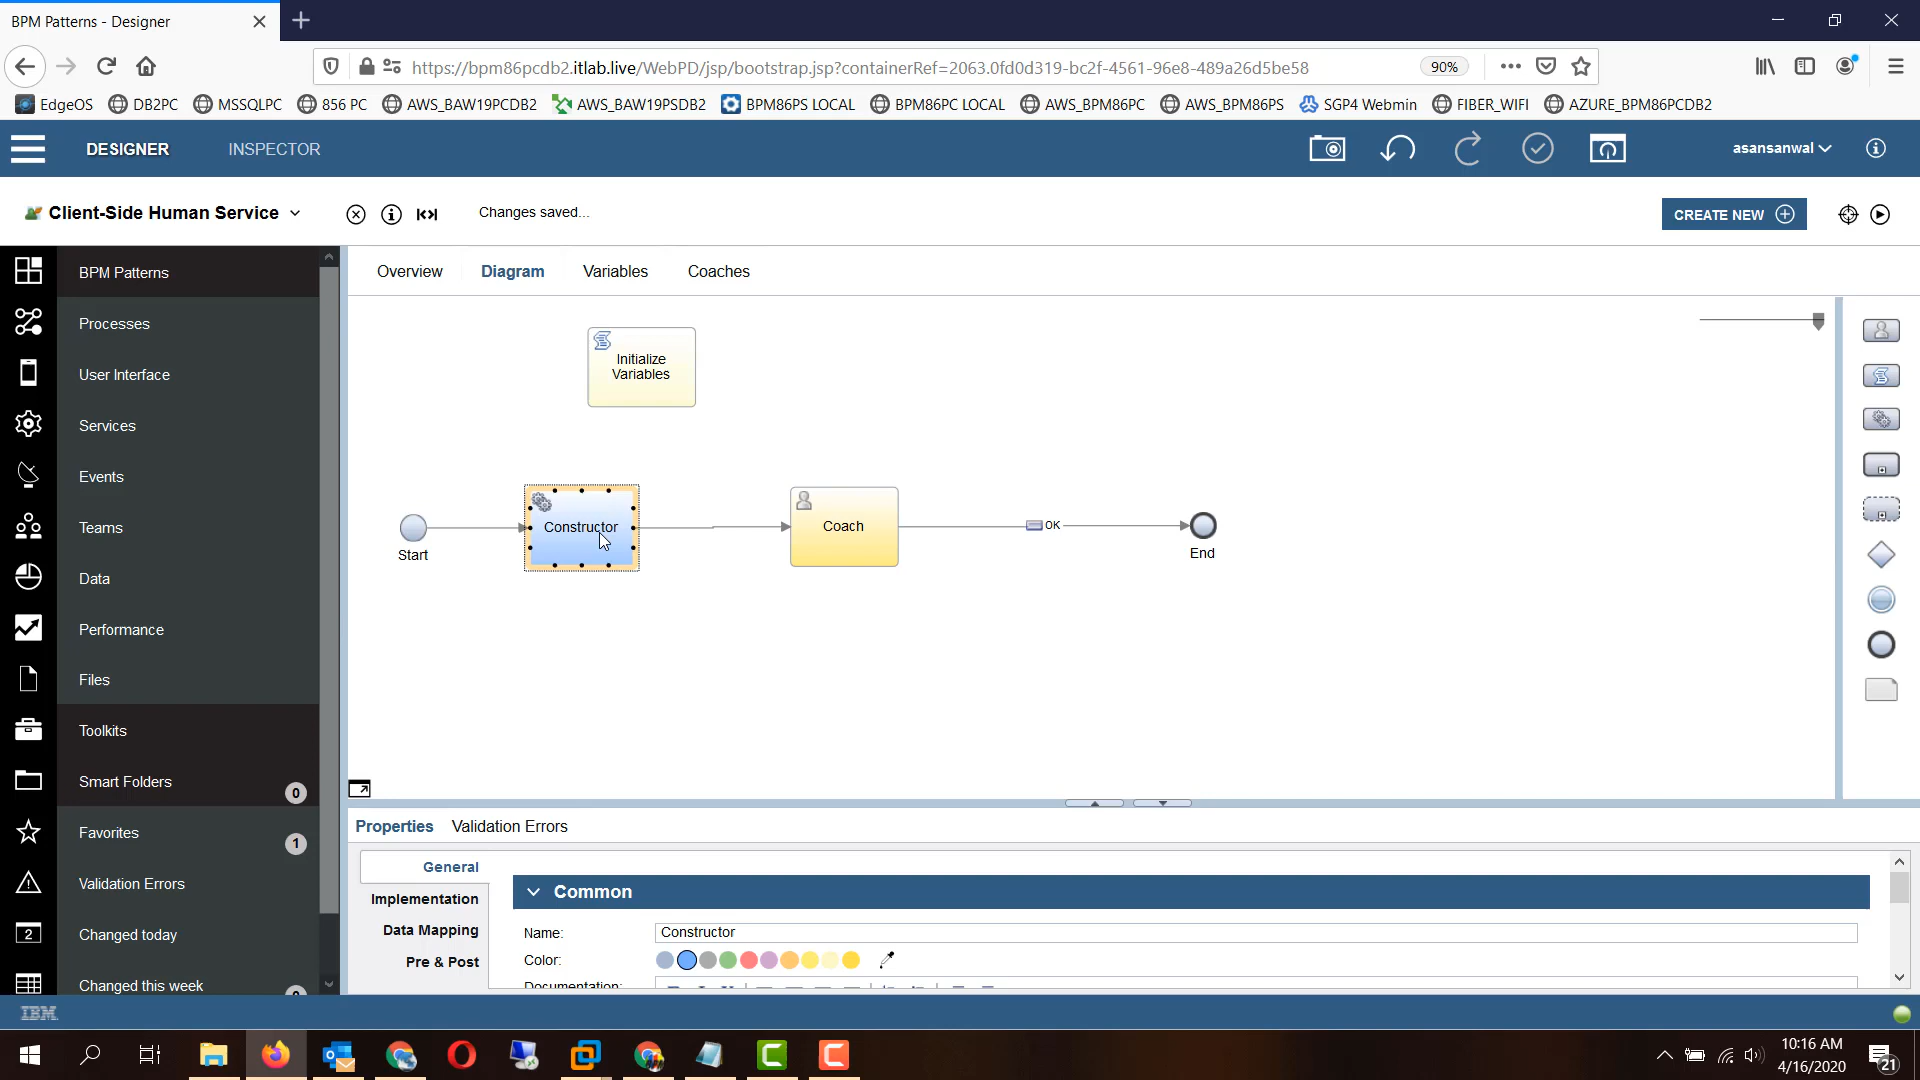 BPM Patterns - Designer
https://bpm86pcdb2.itlab.live/WebPD/jsp/bootstrap.jsp?containerRef=2063.0fd0d319-bc2f-4561-96e8-489a26d5be58
90%
EdgeOS DB2PC MSSQLPC 856 PC AWS_BAW19PCDB2 AWS_BAW19PSDB2 BPM86PS LOCAL BPM86PC LOCAL AWS_BPM86PC AWS_BPM86PS SGP4 Webmin FIBER_WIFI AZURE_BPM86PCDB2
DESIGNER INSPECTOR asansanwal
Client-Side Human Service Changes saved... CREATE NEW
BPM Patterns
Processes
User Interface
Services
Events
Teams
Data
Performance
Files
Toolkits
Smart Folders 0
Favorites 1
Validation Errors
2 Changed today
Changed this week
Overview Diagram Variables Coaches
Initialize
Variables
Start
Constructor
Coach
OK
End
Properties Validation Errors
General
Implementation
Data Mapping
Pre & Post
Common
Name: Constructor
Color:
Documentation:
IBM
10:16 AM
4/16/2020
21